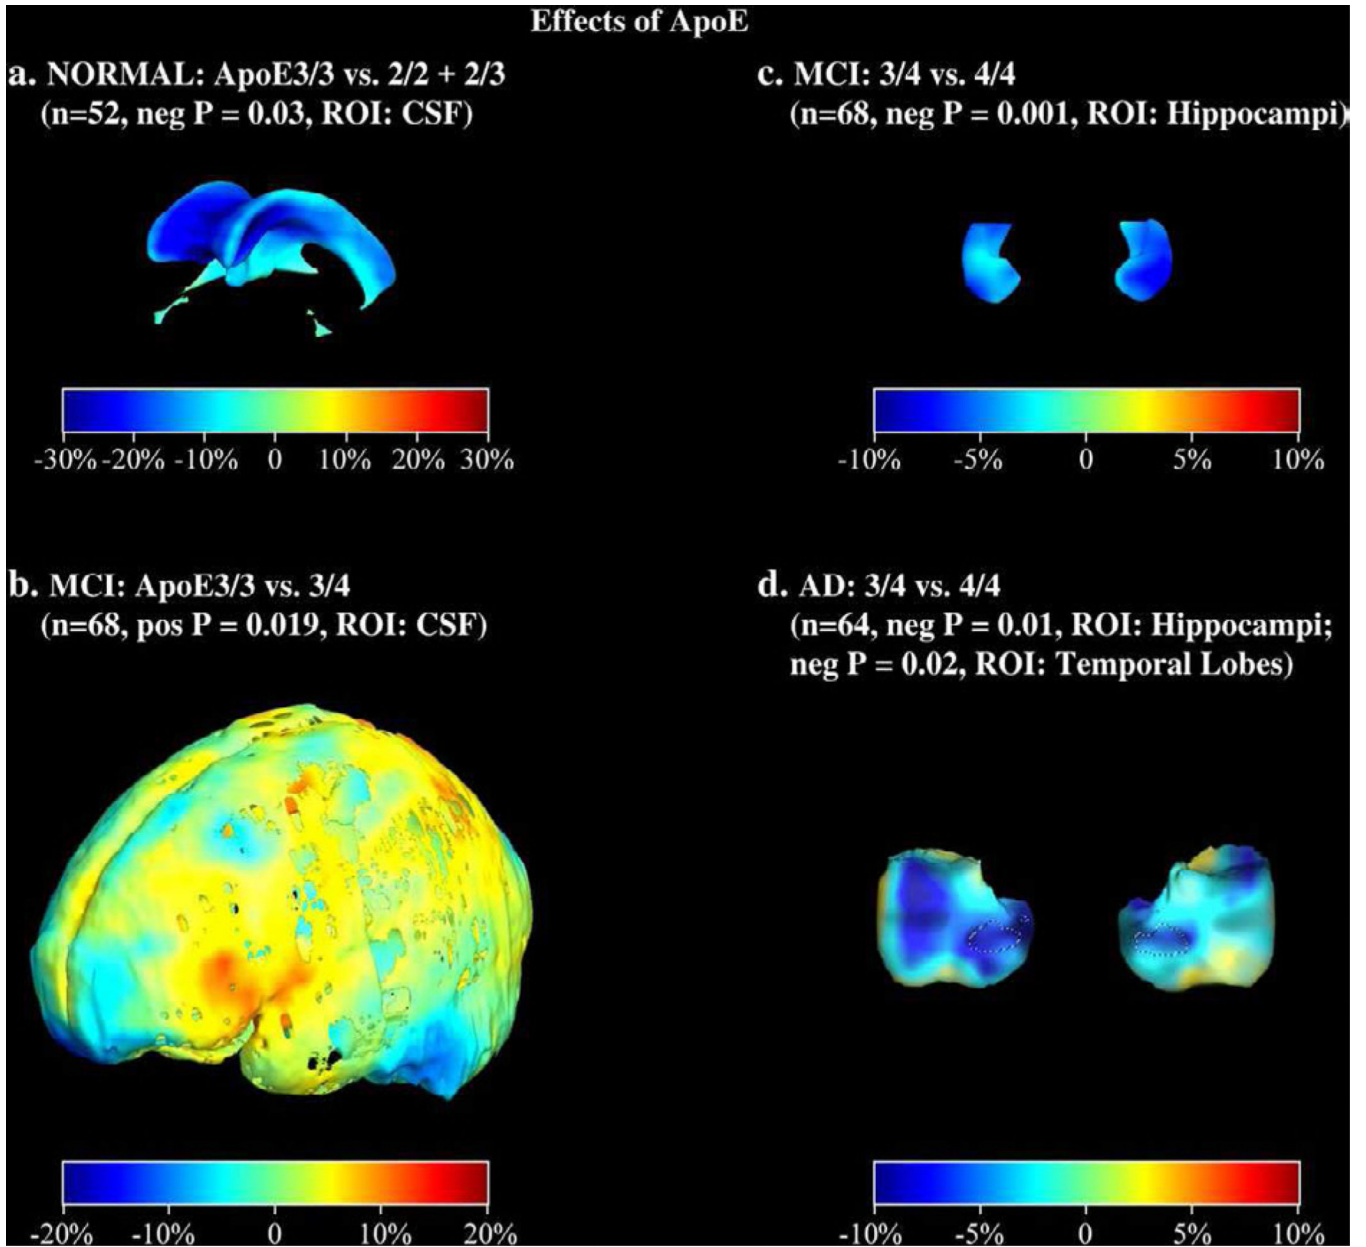 Effects of ApoE
a. NORMAL: ApoE3/3 vs. 2/2 + 2/3
(n=52, neg P = 0.03, ROI: CSF)
-30% -20% -10% 0 10% 20% 30%
b. MCI: ApoE3/3 vs. 3/4
(n=68, pos P = 0.019, ROI: CSF)
-20% -10% 0 10% 20%
c. MCI: 3/4 vs. 4/4
(n=68, neg P = 0.001, ROI: Hippocampi)
-10% -5% 0 5% 10%
d. AD: 3/4 vs. 4/4
(n=64, neg P = 0.01, ROI: Hippocampi;
neg P = 0.02, ROI: Temporal Lobes)
-10% -5% 0 5% 10%